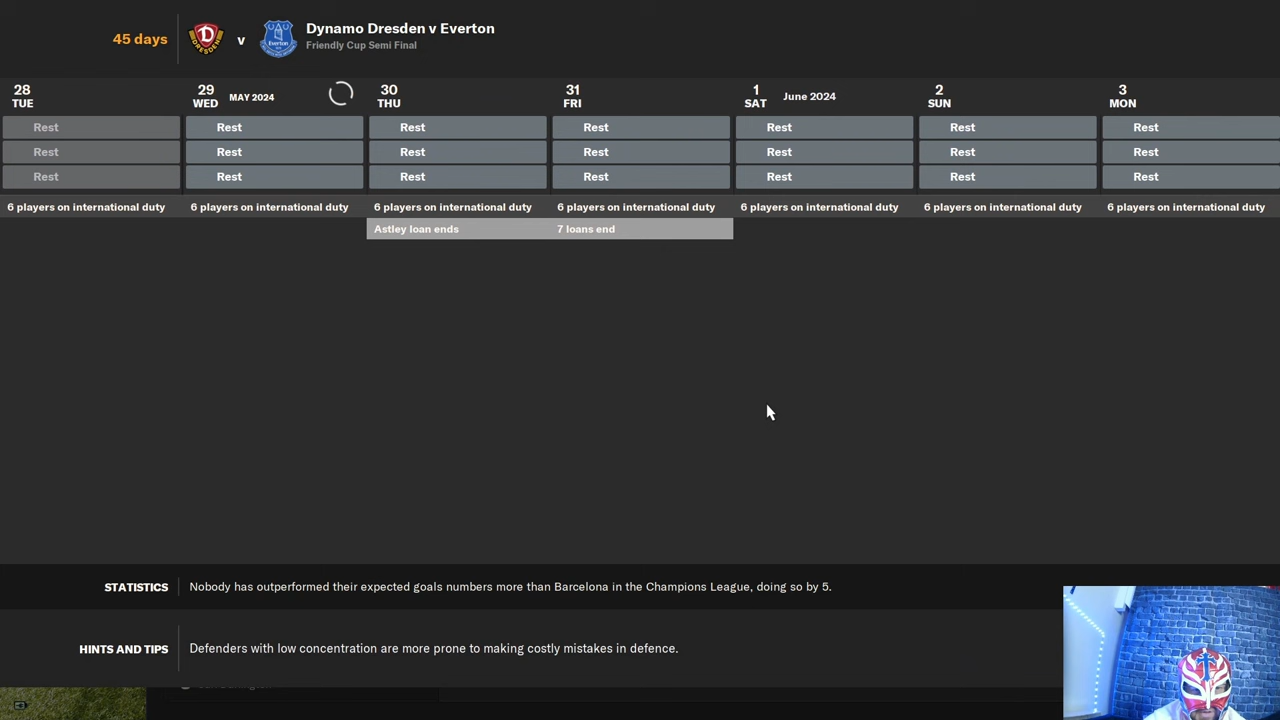 45 days
v
Dynamo Dresden v Everton
Friendly Cup Semi Final
DRESDEN
Everton
28
TUE
29
WED
MAY 2024
30
THU
31
FRI
1
SAT
June 2024
2
SUN
3
MON
Rest Rest Rest Rest Rest Rest Rest
Rest Rest Rest Rest Rest Rest Rest
Rest Rest Rest Rest Rest Rest Rest
6 players on international duty 6 players on international duty 6 players on international duty 6 players on international duty 6 players on international duty 6 players on international duty 6 players on international duty
Astley loan ends 7 loans end
STATISTICS Nobody has outperformed their expected goals numbers more than Barcelona in the Champions League, doing so by 5.
HINTS AND TIPS Defenders with low concentration are more prone to making costly mistakes in defence.